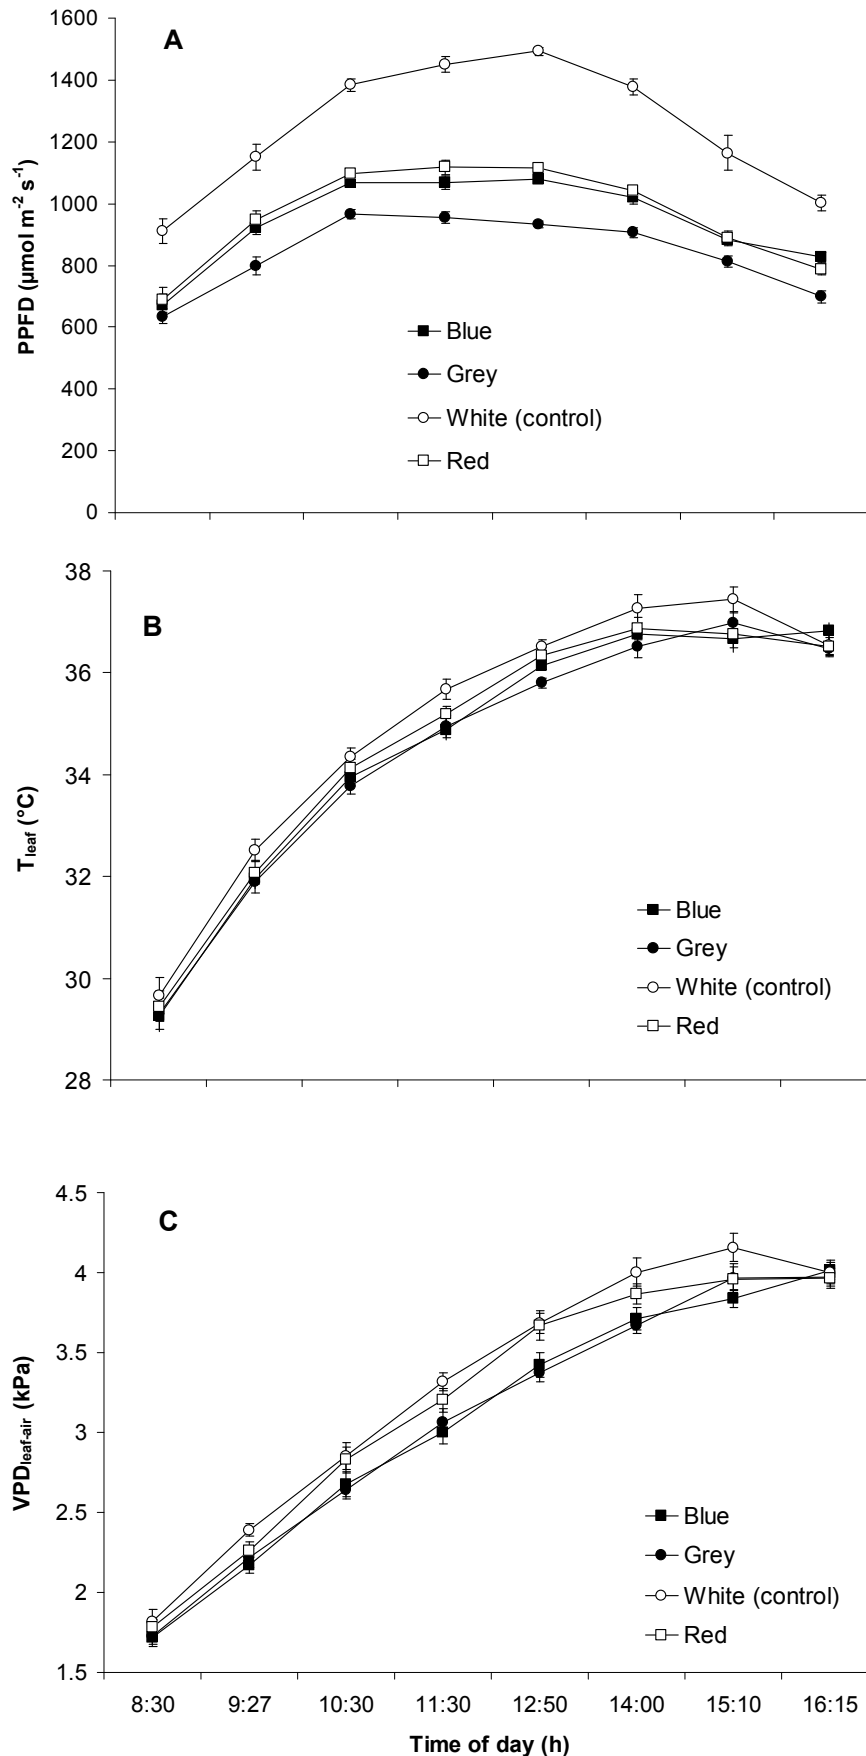 A
1600
1400
1200
1000
800
600
400
200
0
PPFD (µmol m⁻² s⁻¹)
Blue
Grey
White (control)
Red
B
38
36
34
32
30
28
T_leaf (°C)
Blue
Grey
White (control)
Red
C
4.5
4
3.5
3
2.5
2
1.5
VPD_leaf-air (kPa)
Blue
Grey
White (control)
Red
8:30 9:27 10:30 11:30 12:50 14:00 15:10 16:15
Time of day (h)